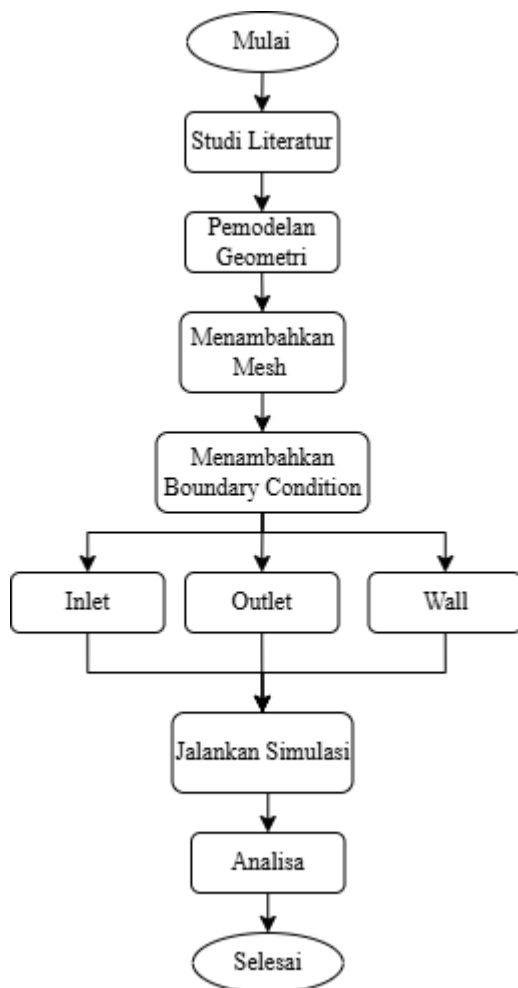 Mulai
Studi Literatur
Pemodelan
Geometri
Menambahkan
Mesh
Menambahkan
Boundary Condition
Inlet
Outlet
Wall
Jalankan Simulasi
Analisa
Selesai